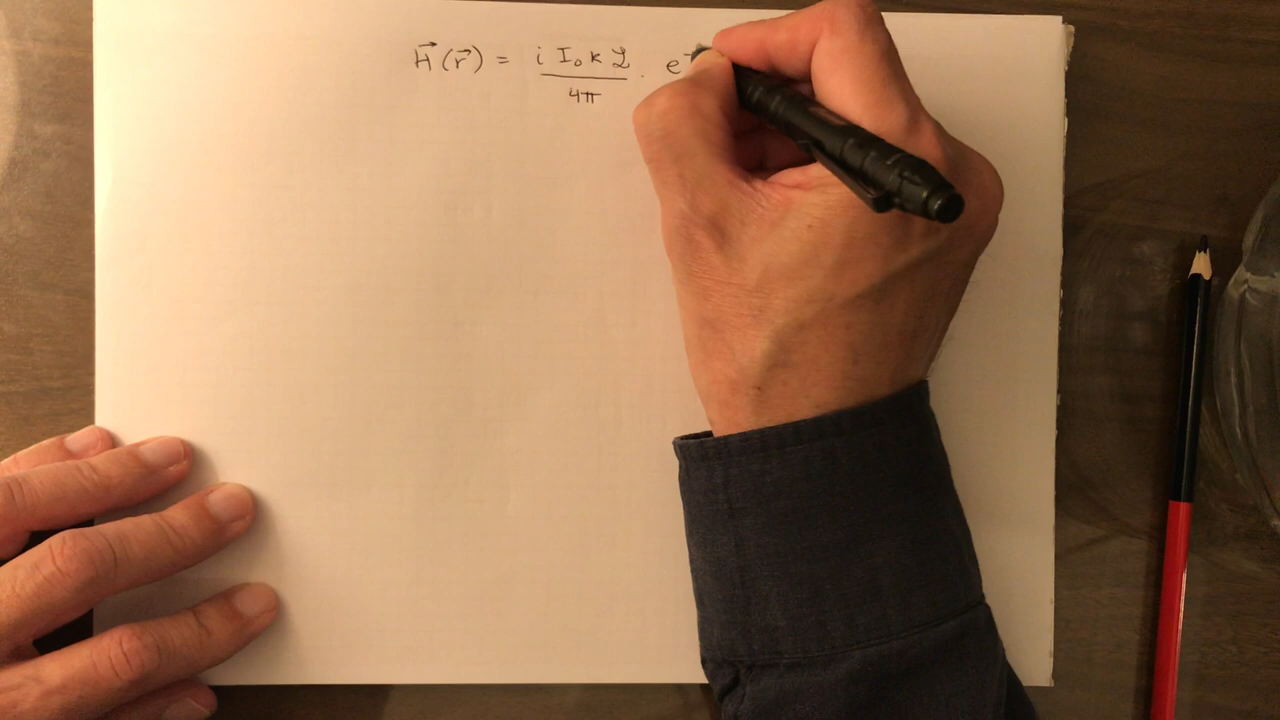 H⃗(r⃗) = i I₀ k ℒ / 4π · e⁻